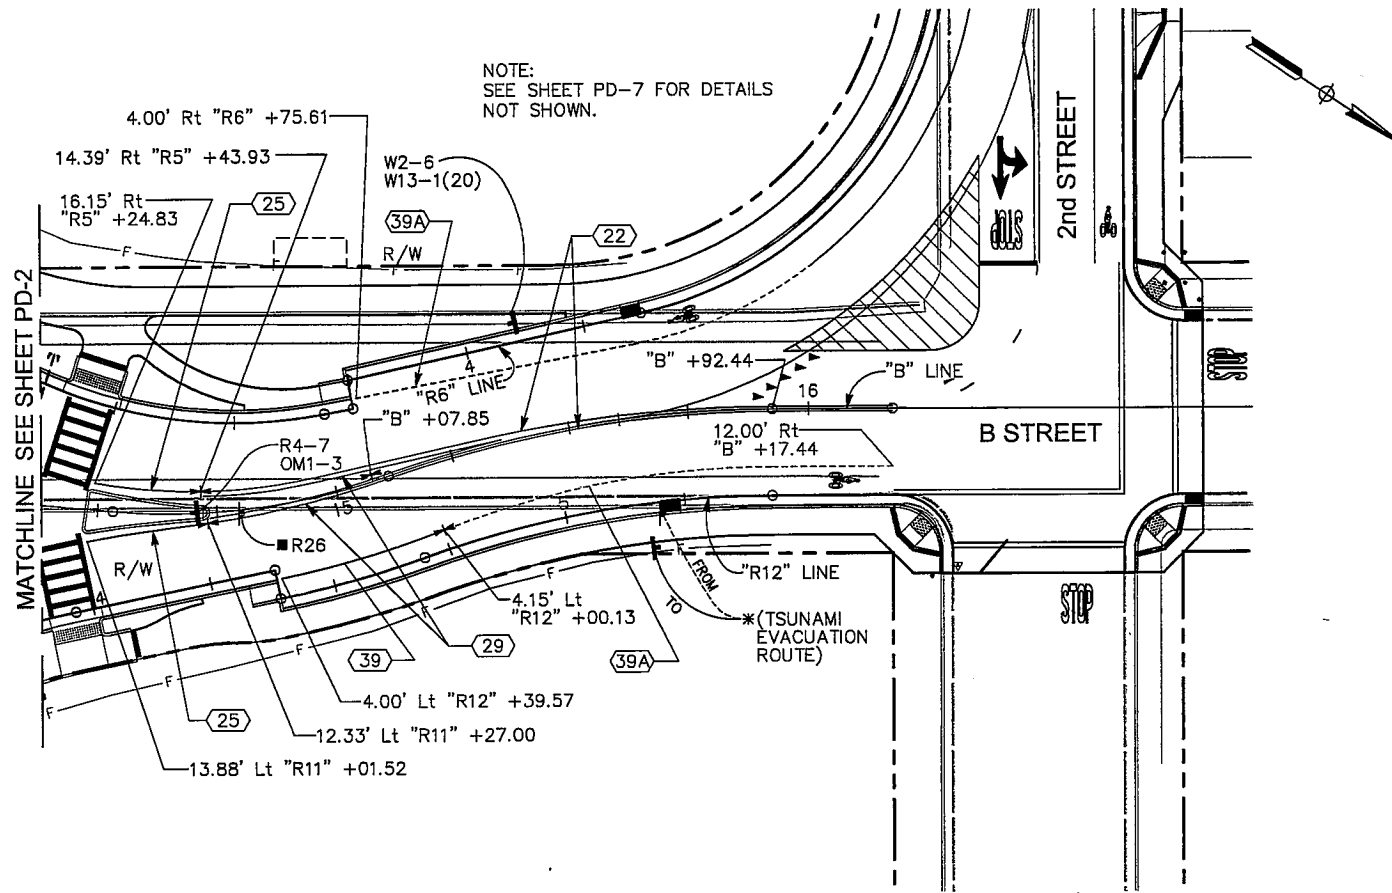 NOTE:
SEE SHEET PD-7 FOR DETAILS
NOT SHOWN.
4.00' Rt "R6" +75.61
14.39' Rt "R5" +43.93
16.15' Rt
"R5" +24.83
25
W2-6
W13-1(20)
39A
22
F
R/W
2nd STREET
STOP
MATCHLINE SEE SHEET PD-2
4
"R6" LINE
"B" +92.44
"B" LINE
16
STOP
"B" +07.85
12.00' Rt
"B" +17.44
B STREET
R4-7
OM1-3
5
5
■ R26
R/W
"R12" LINE
4
F
FROM
TO
4.15' Lt
"R12" +00.13
*(TSUNAMI
EVACUATION
ROUTE)
STOP
F
F
39
29
39A
F
F
25
4.00' Lt "R12" +39.57
12.33' Lt "R11" +27.00
13.88' Lt "R11" +01.52